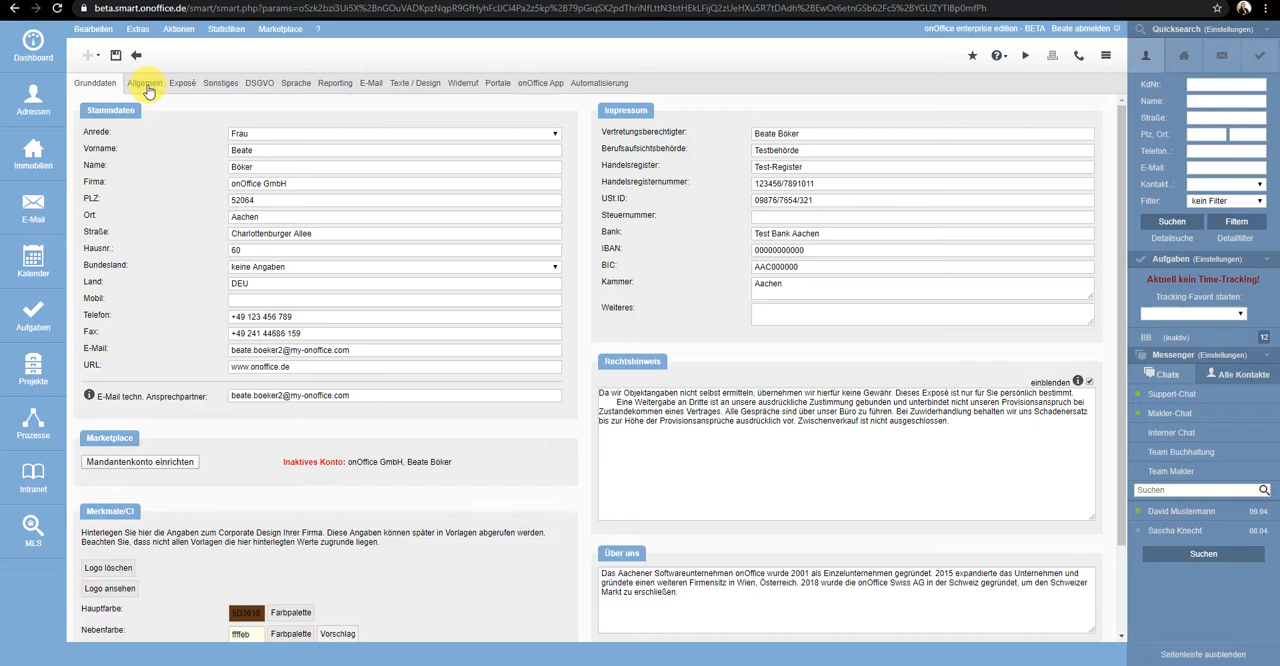 beta.smart.onoffice.de/smart/smart.php?params=
Bearbeiten Extras Aktionen Statistiken Marketplace ?
onOffice enterprise edition - BETA Beate abmelden
Quicksearch (Einstellungen)
Dashboard
Adressen
Immobilien
E-Mail
Kalender
Aufgaben
Projekte
Prozesse
Intranet
MLS
Grunddaten Allgemein Exposé Sonstiges DSGVO Sprache Reporting E-Mail Texte / Design Widerruf Portale onOffice App Automatisierung
Stammdaten
Anrede: Frau
Vorname: Beate
Name: Böker
Firma: onOffice GmbH
PLZ: 52064
Ort: Aachen
Straße: Charlottenburger Allee
Hausnr.: 60
Bundesland: keine Angaben
Land: DEU
Mobil:
Telefon: +49 123 456 789
Fax: +49 241 44686 159
E-Mail: beate.boeker2@my-onoffice.com
URL: www.onoffice.de
E-Mail techn. Ansprechpartner: beate.boeker2@my-onoffice.com
Marketplace
Mandantenkonto einrichten
Inaktives Konto: onOffice GmbH, Beate Böker
Merkmale/CI
Hinterlegen Sie hier die Angaben zum Corporate Design Ihrer Firma. Diese Angaben können später in Vorlagen abgerufen werden.
Beachten Sie, dass nicht allen Vorlagen die hier hinterlegten Werte zugrunde liegen.
Logo löschen
Logo ansehen
Hauptfarbe: Farbpalette
Nebenfarbe: ffffeb Farbpalette Vorschlag
Impressum
Vertretungsberechtigter: Beate Böker
Berufsaufsichtsbehörde: Testbehörde
Handelsregister: Test-Register
Handelsregisternummer: 123456/7891011
USt.ID: 09876/7654/321
Steuernummer:
Bank: Test Bank Aachen
IBAN: 00000000000
BIC: AAC000000
Kammer: Aachen
Weiteres:
Rechtshinweis
einblenden
Da wir Objektangaben nicht selbst ermitteln, übernehmen wir hierfür keine Gewähr. Dieses Exposé ist nur für Sie persönlich bestimmt.
Eine Weitergabe an Dritte ist an unsere ausdrückliche Zustimmung gebunden und unterbindet nicht unseren Provisionsanspruch bei
Zustandekommen eines Vertrages. Alle Gespräche sind über unser Büro zu führen. Bei Zuwiderhandlung behalten wir uns Schadenersatz
bis zur Höhe der Provisionsansprüche ausdrücklich vor. Zwischenverkauf ist nicht ausgeschlossen.
Über uns
Das Aachener Softwareunternehmen onOffice wurde 2001 als Einzelunternehmen gegründet. 2015 expandierte das Unternehmen und
gründete einen weiteren Firmensitz in Wien, Österreich. 2018 wurde die onOffice Swiss AG in der Schweiz gegründet, um den Schweizer
Markt zu erschließen.
KdNr:
Name:
Straße:
Plz, Ort:
Telefon..:
E-Mail:
Kontakt..:
Filter: kein Filter
Suchen Filtern
Detailsuche Detailfilter
Aufgaben (Einstellungen)
Aktuell kein Time-Tracking!
Tracking-Favorit starten:
BB (inaktiv) 12
Messenger (Einstellungen)
Chats Alle Kontakte
Support-Chat
Makler-Chat
Interner Chat
Team Buchhaltung
Team Makler
Suchen
David Mustermann 09.04.
Sascha Knecht 08.04.
Suchen
Seitenleiste ausblenden